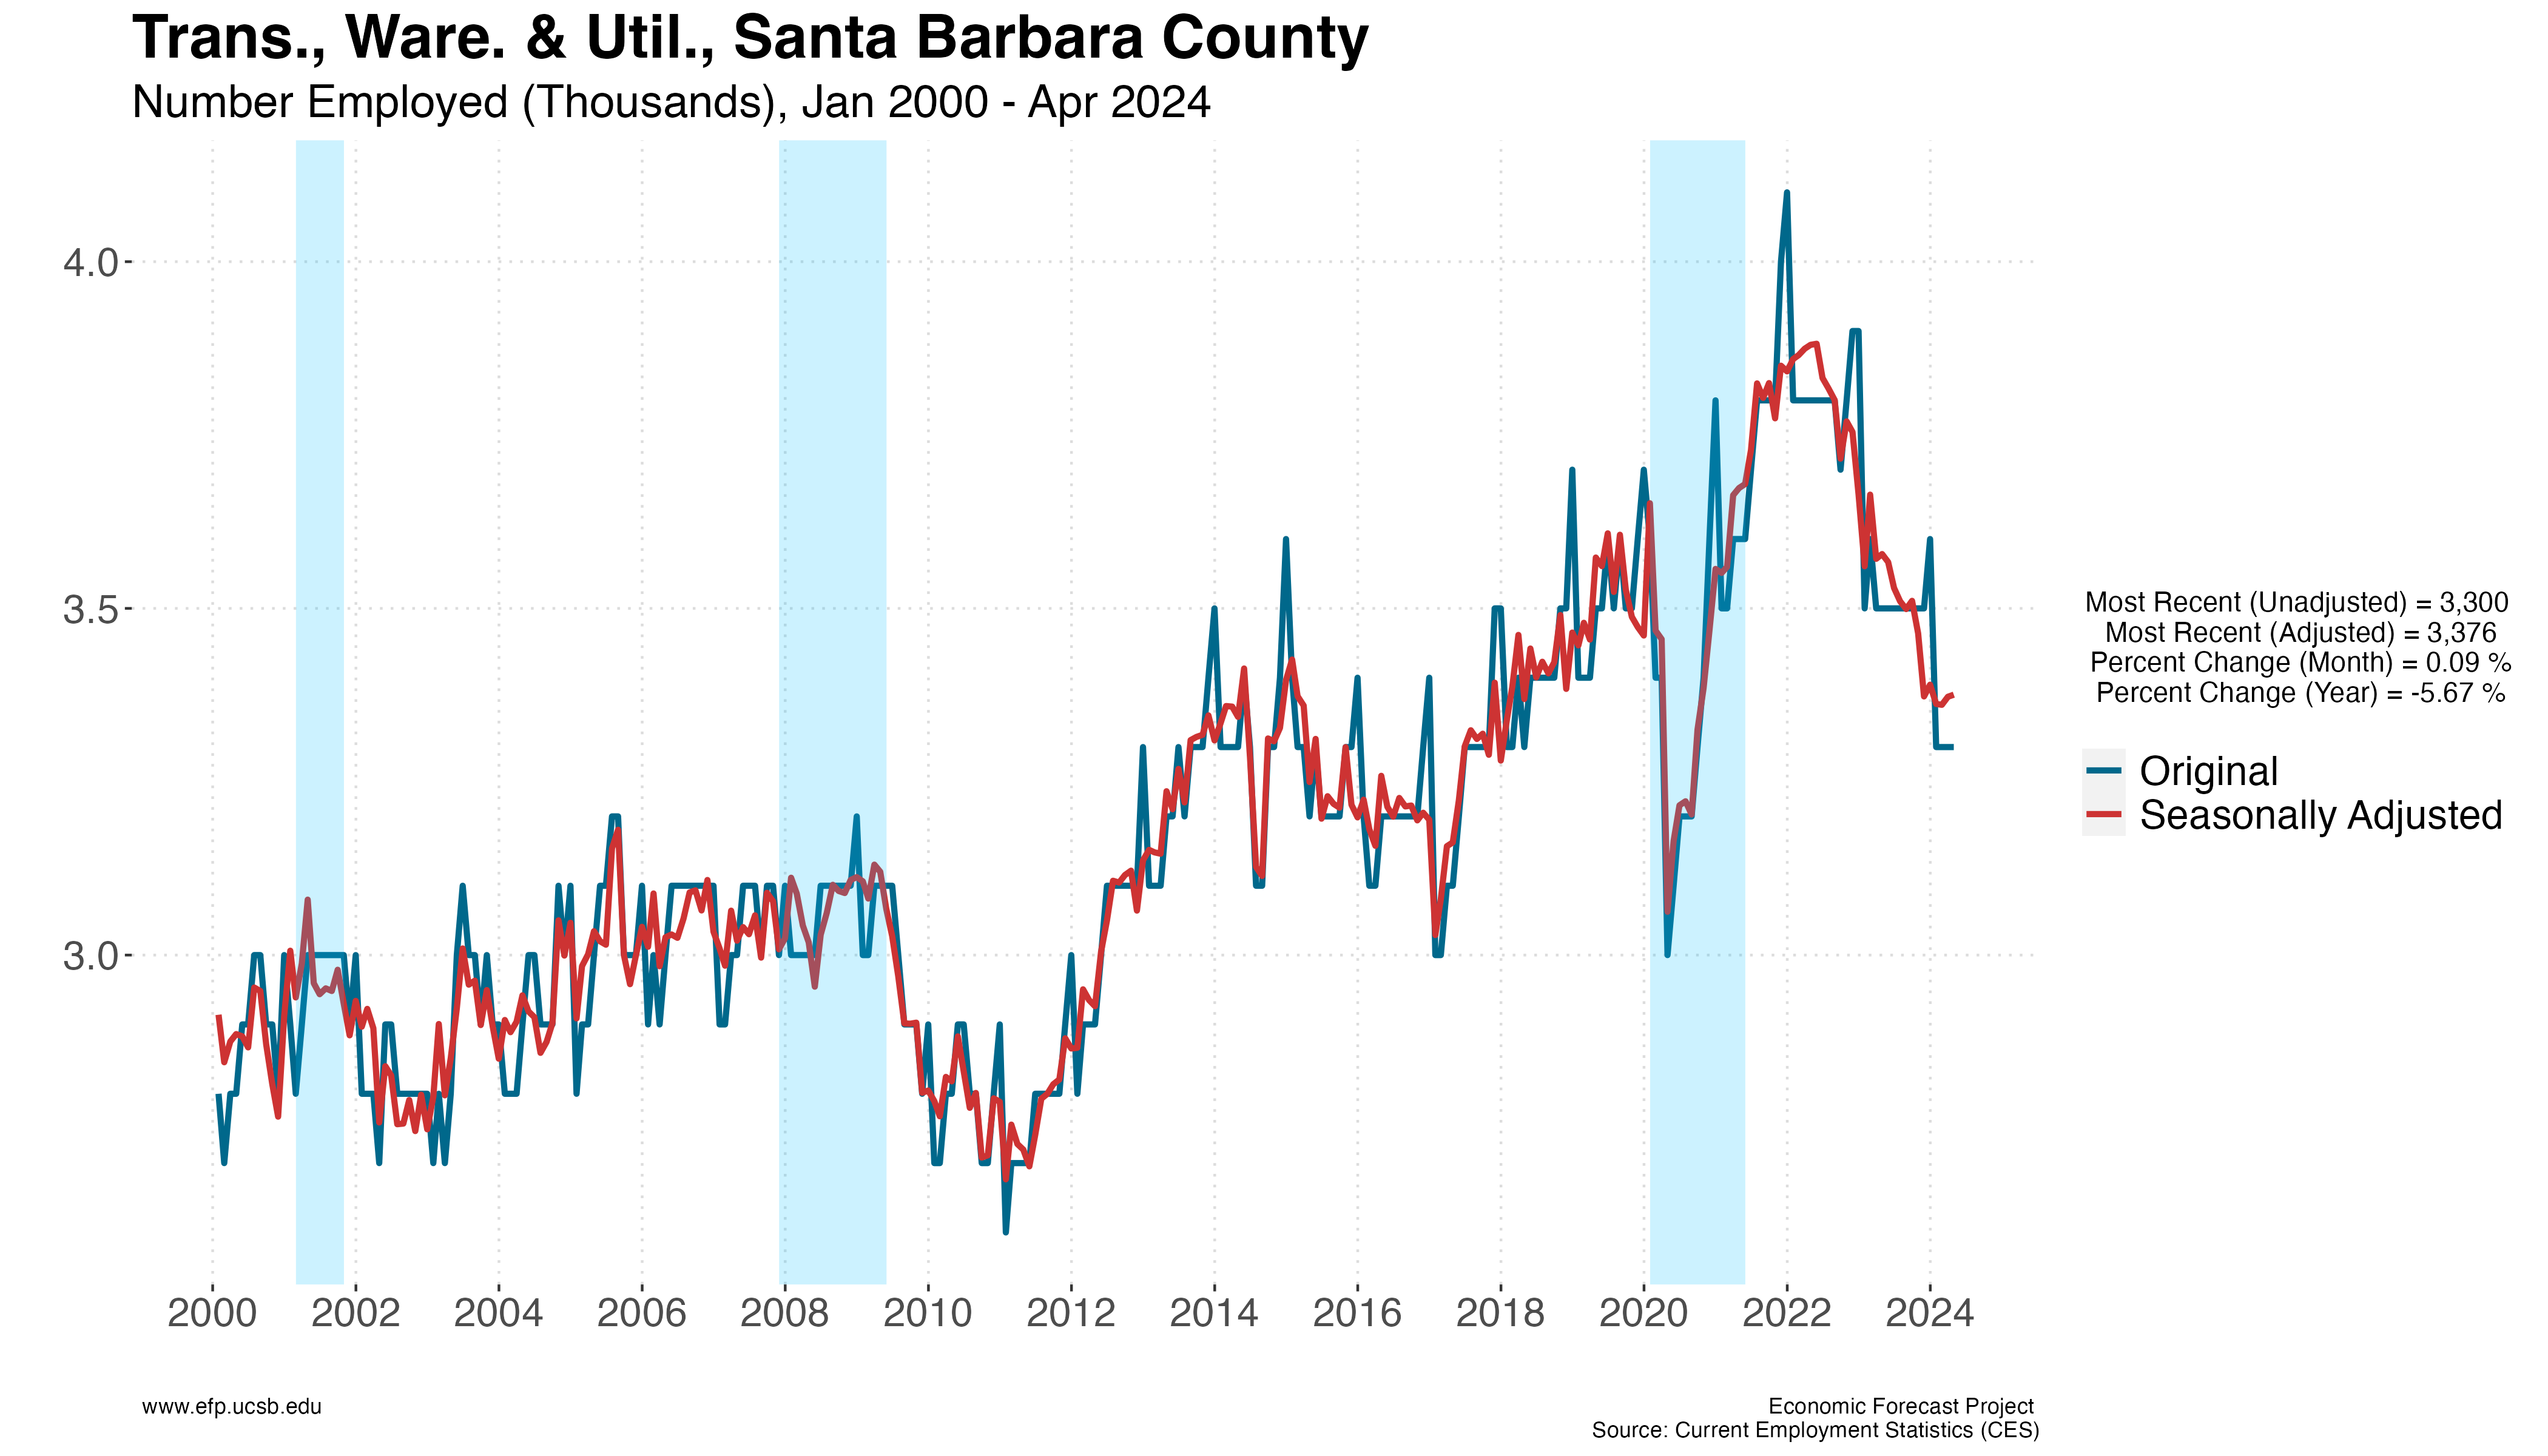 Trans., Ware. & Util., Santa Barbara County
Number Employed (Thousands), Jan 2000 - Apr 2024
4.0
3.5
3.0
2000 2002 2004 2006 2008 2010 2012 2014 2016 2018 2020 2022 2024
Most Recent (Unadjusted) = 3,300
Most Recent (Adjusted) = 3,376
Percent Change (Month) = 0.09 %
Percent Change (Year) = -5.67 %
Original
Seasonally Adjusted
www.efp.ucsb.edu
Economic Forecast Project
Source: Current Employment Statistics (CES)